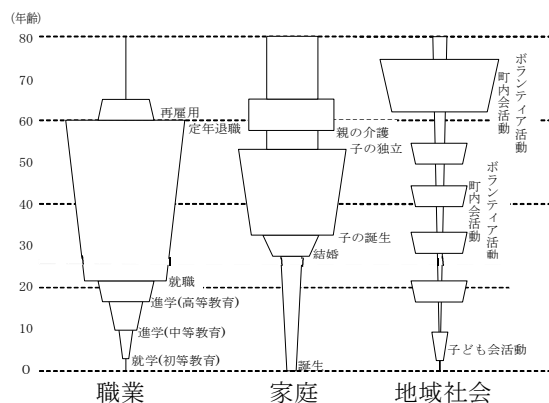 (年齢)
80
70
60
50
40
30
20
10
0
再雇用
定年退職
就職
進学(高等教育)
進学(中等教育)
就学(初等教育)
職業
親の介護
子の独立
子の誕生
結婚
誕生
家庭
ボランティア活動
町内会活動
ボランティア活動
町内会活動
子ども会活動
地域社会